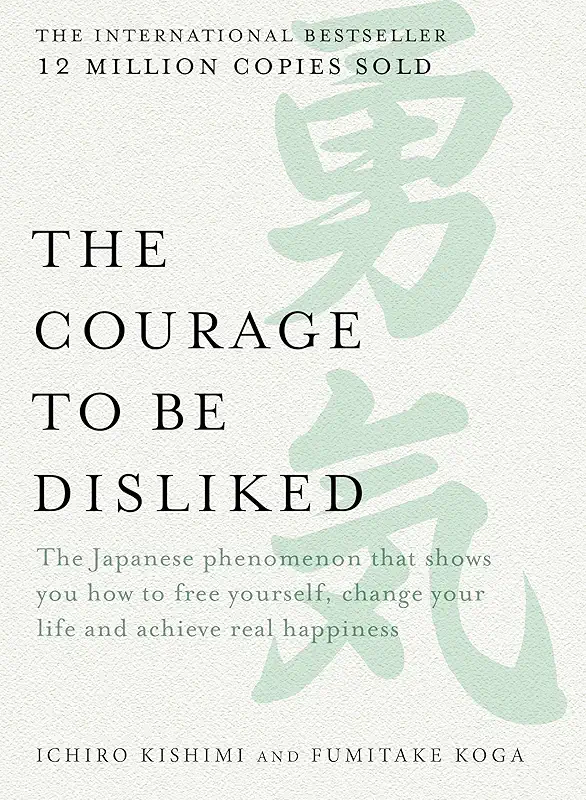 THE INTERNATIONAL BESTSELLER
12 MILLION COPIES SOLD
勇気
THE
COURAGE
TO BE
DISLIKED
The Japanese phenomenon that shows
you how to free yourself, change your
life and achieve real happiness
ICHIRO KISHIMI AND FUMITAKE KOGA